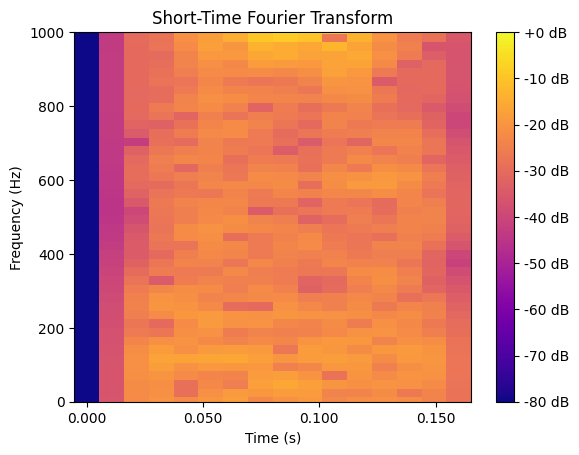 Short-Time Fourier Transform
1000
800
600
400
200
0
Frequency (Hz)
0.000
0.050
0.100
0.150
Time (s)
+0 dB
-10 dB
-20 dB
-30 dB
-40 dB
-50 dB
-60 dB
-70 dB
-80 dB